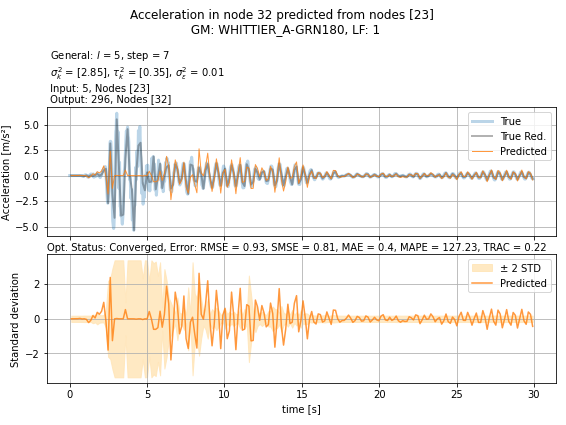 Acceleration in node 32 predicted from nodes [23]
GM: WHITTIER_A-GRN180, LF: 1
General: l = 5, step = 7
σ²ₖ = [2.85], τ²ₖ = [0.35], σ²ε = 0.01
Input: 5, Nodes [23]
Output: 296, Nodes [32]
Acceleration [m/s²]
5.0
2.5
0.0
−2.5
−5.0
True
True Red.
Predicted
Opt. Status: Converged, Error: RMSE = 0.93, SMSE = 0.81, MAE = 0.4, MAPE = 127.23, TRAC = 0.22
Standard deviation
2
0
−2
± 2 STD
Predicted
0 5 10 15 20 25 30
time [s]